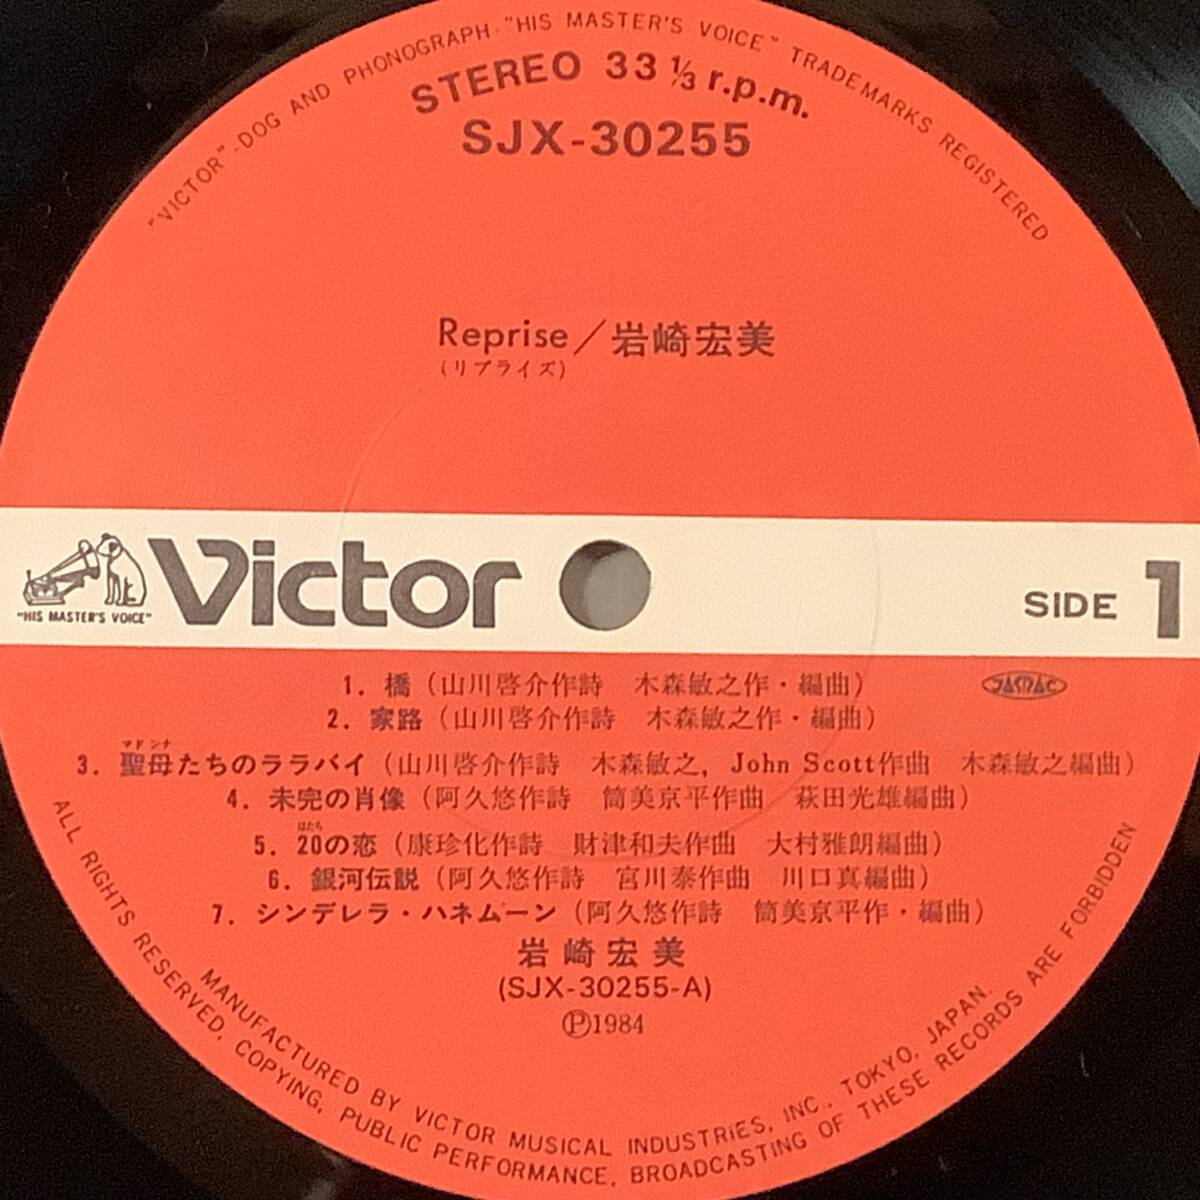 "VICTOR"-DOG AND PHONOGRAPH-"HIS MASTER'S VOICE" TRADEMARKS REGISTERED
STEREO 33 1/3 r.p.m.
SJX-30255
Reprise/岩崎宏美
(リプライズ)
Victor
"HIS MASTER'S VOICE"
SIDE 1
JASRAC
1. 橋 (山川啓介作詩 木森敏之作・編曲)
2. 家路 (山川啓介作詩 木森敏之作・編曲)
マドンナ
3. 聖母たちのララバイ (山川啓介作詩 木森敏之, John Scott作曲 木森敏之編曲)
4. 未完の肖像 (阿久悠作詩 筒美京平作曲 萩田光雄編曲)
はたち
5. 20の恋 (康珍化作詩 財津和夫作曲 大村雅朗編曲)
6. 銀河伝説 (阿久悠作詩 宮川泰作曲 川口真編曲)
7. シンデレラ・ハネムーン (阿久悠作詩 筒美京平作・編曲)
岩崎宏美
(SJX-30255-A)
Ⓟ1984
MANUFACTURED BY VICTOR MUSICAL INDUSTRIES, INC., TOKYO, JAPAN.
ALL RIGHTS RESERVED, COPYING, PUBLIC PERFORMANCE, BROADCASTING OF THESE RECORDS ARE FORBIDDEN